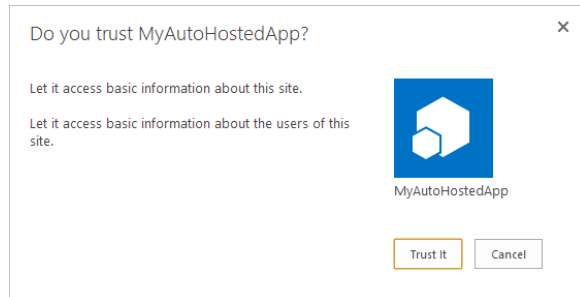 Do you trust MyAutoHostedApp?
Let it access basic information about this site.
Let it access basic information about the users of this
site.
MyAutoHostedApp
Trust It
Cancel